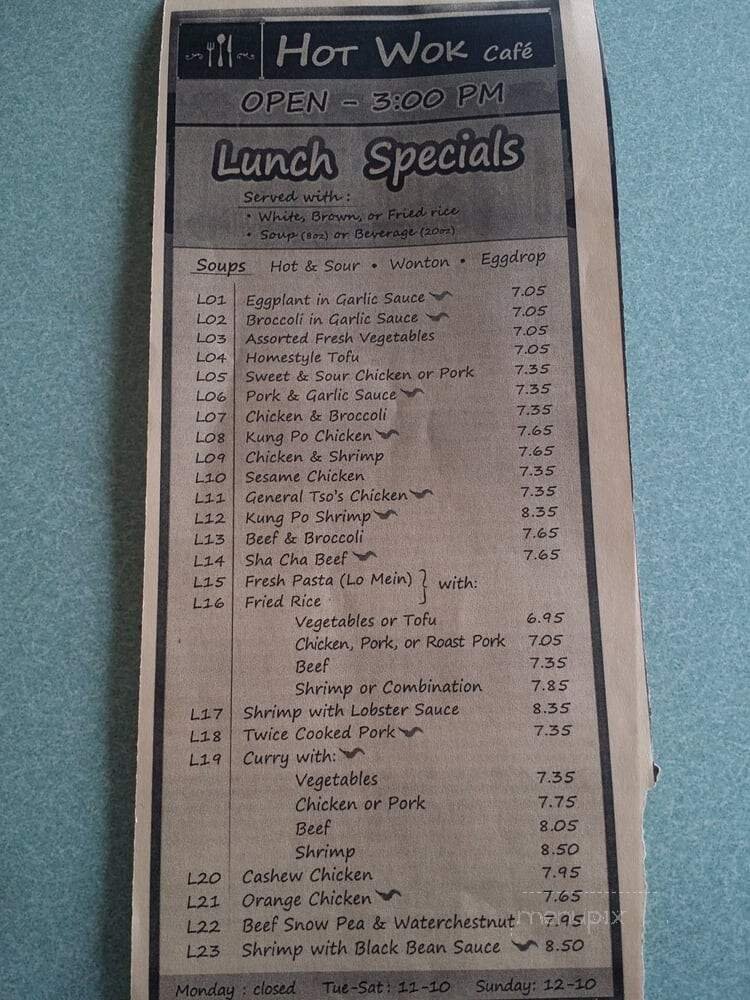 Hot Wok Café
OPEN - 3:00 PM
Lunch Specials
Served with:
• White, Brown, or Fried rice
• Soup (8oz) or Beverage (20oz)
Soups Hot & Sour • Wonton • Eggdrop
L01 Eggplant in Garlic Sauce 7.05
L02 Broccoli in Garlic Sauce 7.05
L03 Assorted Fresh Vegetables 7.05
L04 Homestyle Tofu 7.05
L05 Sweet & Sour Chicken or Pork 7.35
L06 Pork & Garlic Sauce 7.35
L07 Chicken & Broccoli 7.35
L08 Kung Po Chicken 7.65
L09 Chicken & Shrimp 7.65
L10 Sesame Chicken 7.35
L11 General Tso's Chicken 7.35
L12 Kung Po Shrimp 8.35
L13 Beef & Broccoli 7.65
L14 Sha Cha Beef 7.65
L15 Fresh Pasta (Lo Mein) } with:
L16 Fried Rice
Vegetables or Tofu 6.95
Chicken, Pork, or Roast Pork 7.05
Beef 7.35
Shrimp or Combination 7.85
L17 Shrimp with Lobster Sauce 8.35
L18 Twice Cooked Pork 7.35
L19 Curry with:
Vegetables 7.35
Chicken or Pork 7.75
Beef 8.05
Shrimp 8.50
L20 Cashew Chicken 7.95
L21 Orange Chicken 7.65
L22 Beef Snow Pea & Waterchestnut 7.95
L23 Shrimp with Black Bean Sauce 8.50
menupix
Monday : closed Tue-Sat: 11-10 Sunday: 12-10